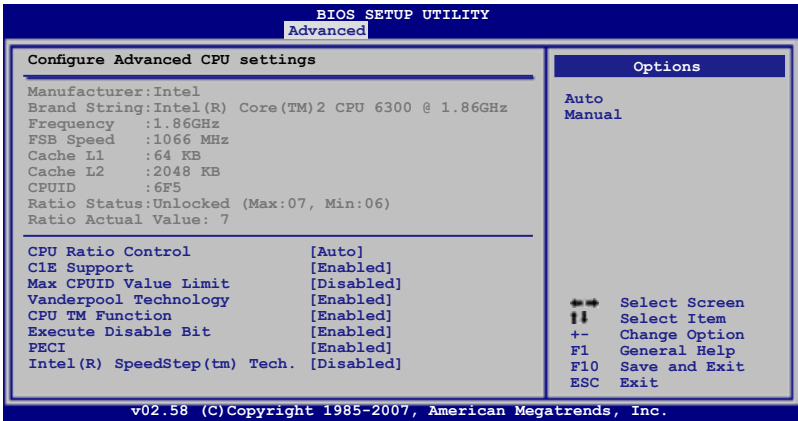 BIOS SETUP UTILITY
Advanced
Configure Advanced CPU settings
Manufacturer:Intel
Brand String:Intel(R) Core(TM)2 CPU 6300 @ 1.86GHz
Frequency :1.86GHz
FSB Speed :1066 MHz
Cache L1 :64 KB
Cache L2 :2048 KB
CPUID :6F5
Ratio Status:Unlocked (Max:07, Min:06)
Ratio Actual Value: 7
CPU Ratio Control [Auto]
C1E Support [Enabled]
Max CPUID Value Limit [Disabled]
Vanderpool Technology [Enabled]
CPU TM Function [Enabled]
Execute Disable Bit [Enabled]
PECI [Enabled]
Intel(R) SpeedStep(tm) Tech. [Disabled]
Options
Auto
Manual
Select Screen
Select Item
+- Change Option
F1 General Help
F10 Save and Exit
ESC Exit
v02.58 (C)Copyright 1985-2007, American Megatrends, Inc.